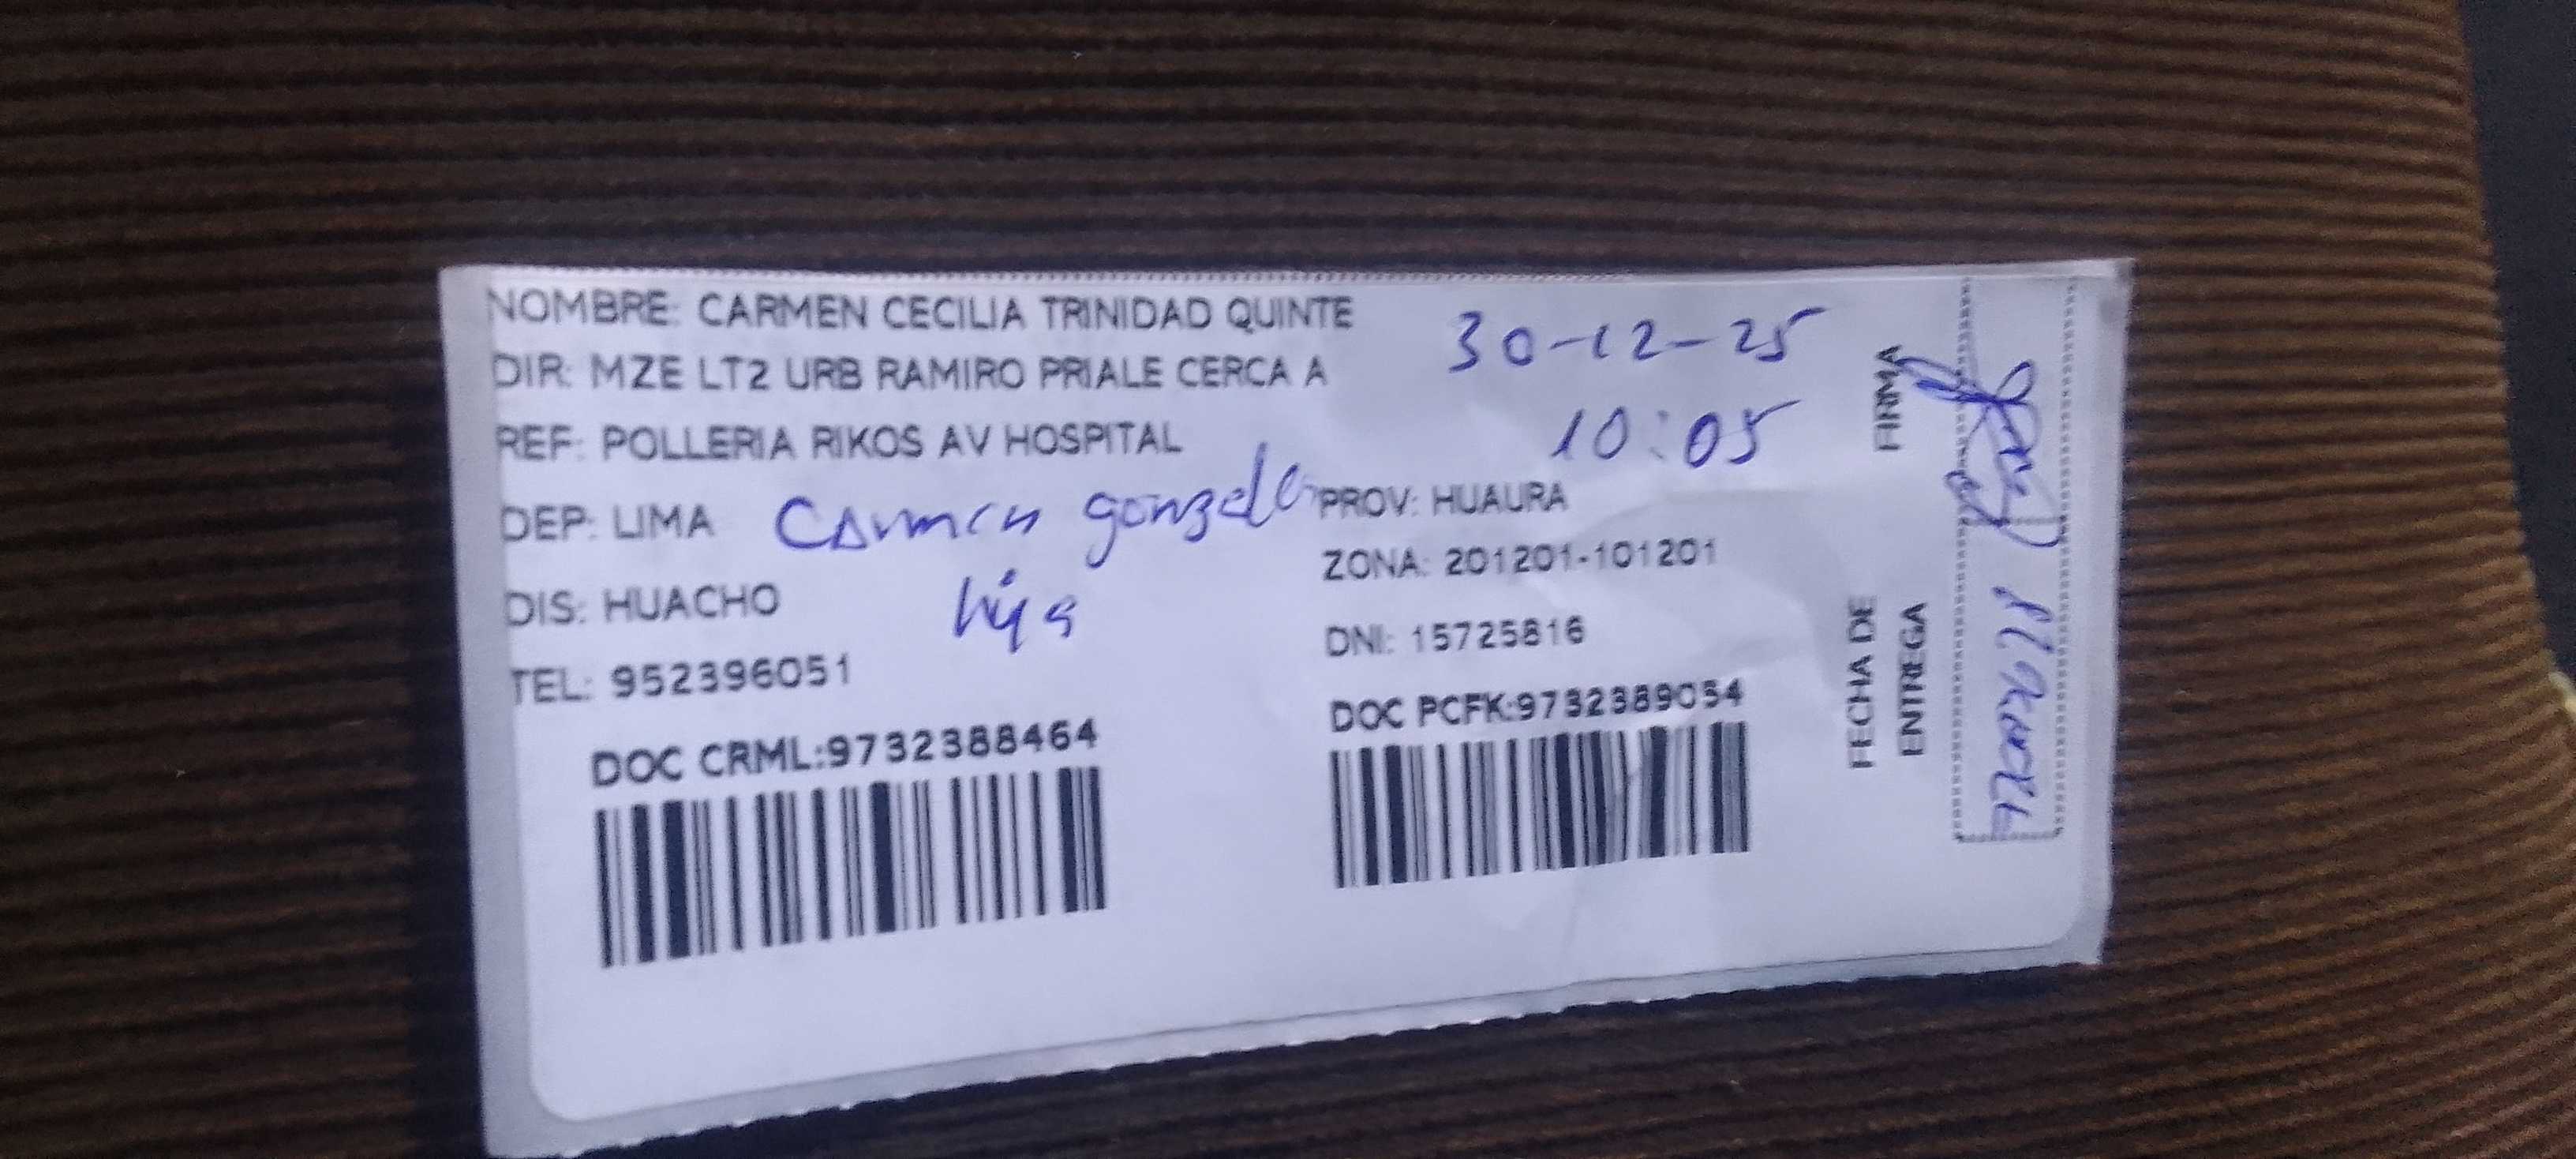 NOMBRE: CARMEN CECILIA TRINIDAD QUINTE
DIR: MZE LT2 URB RAMIRO PRIALE CERCA A
REF: POLLERIA RIKOS AV HOSPITAL
30-12-25
10:05
DEP: LIMA
Carmen
PROV: HUAURA
ZONA: 201201-101201
DIS: HUACHO
hija
DNI: 15725816
TEL: 952396051
DOC CRML:9732388464
DOC PCFK:9732389054
FIRMA
FECHA DE
ENTREGA